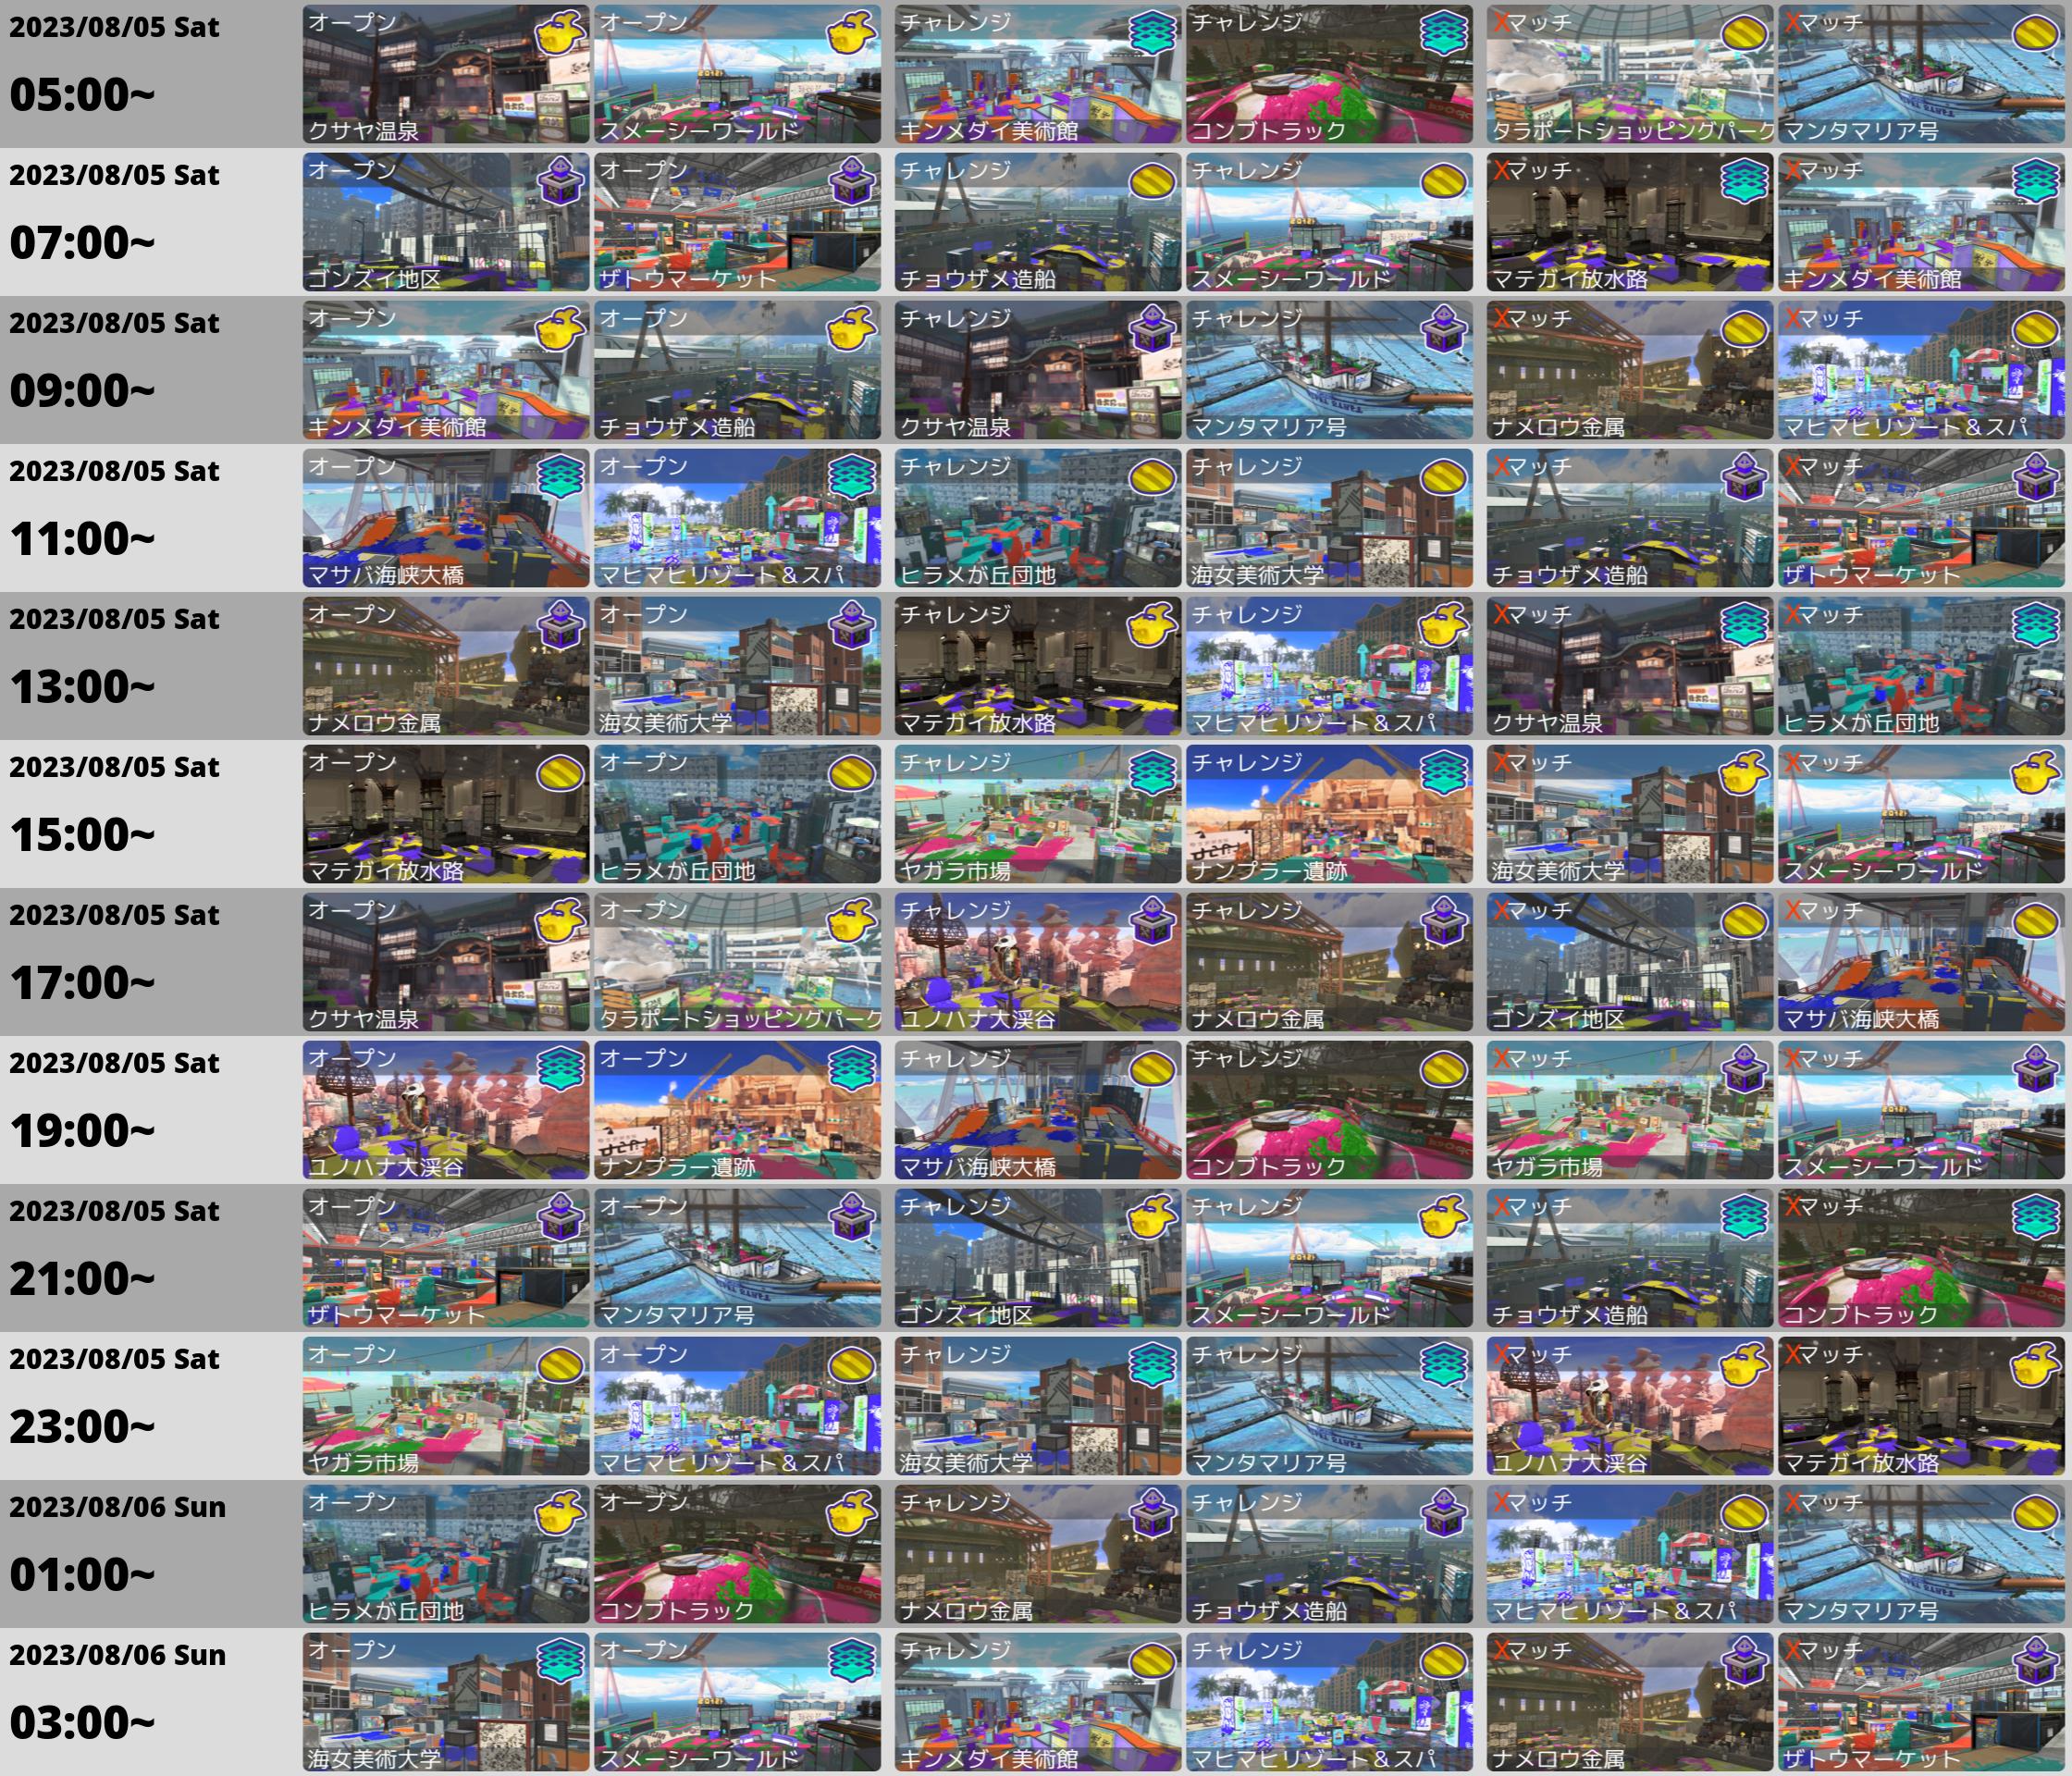 2023/08/05 Sat
05:00~
オープン
クサヤ温泉
オープン
スメーシーワールド
チャレンジ
キンメダイ美術館
チャレンジ
コンブトラック
Xマッチ
タラポートショッピングパーク
Xマッチ
マンタマリア号
2023/08/05 Sat
07:00~
オープン
ゴンズイ地区
オープン
ザトウマーケット
チャレンジ
チョウザメ造船
チャレンジ
スメーシーワールド
Xマッチ
マテガイ放水路
Xマッチ
キンメダイ美術館
2023/08/05 Sat
09:00~
オープン
キンメダイ美術館
オープン
チョウザメ造船
チャレンジ
クサヤ温泉
チャレンジ
マンタマリア号
Xマッチ
ナメロウ金属
Xマッチ
マヒマヒリゾート＆スパ
2023/08/05 Sat
11:00~
オープン
マサバ海峡大橋
オープン
マヒマヒリゾート＆スパ
チャレンジ
ヒラメが丘団地
チャレンジ
海女美術大学
Xマッチ
チョウザメ造船
Xマッチ
ザトウマーケット
2023/08/05 Sat
13:00~
オープン
ナメロウ金属
オープン
海女美術大学
チャレンジ
マテガイ放水路
チャレンジ
マヒマヒリゾート＆スパ
Xマッチ
クサヤ温泉
Xマッチ
ヒラメが丘団地
2023/08/05 Sat
15:00~
オープン
マテガイ放水路
オープン
ヒラメが丘団地
チャレンジ
ヤガラ市場
チャレンジ
ナンプラー遺跡
Xマッチ
海女美術大学
Xマッチ
スメーシーワールド
2023/08/05 Sat
17:00~
オープン
クサヤ温泉
オープン
タラポートショッピングパーク
チャレンジ
ユノハナ大渓谷
チャレンジ
ナメロウ金属
Xマッチ
ゴンズイ地区
Xマッチ
マサバ海峡大橋
2023/08/05 Sat
19:00~
オープン
ユノハナ大渓谷
オープン
ナンプラー遺跡
チャレンジ
マサバ海峡大橋
チャレンジ
コンブトラック
Xマッチ
ヤガラ市場
Xマッチ
スメーシーワールド
2023/08/05 Sat
21:00~
オープン
ザトウマーケット
オープン
マンタマリア号
チャレンジ
ゴンズイ地区
チャレンジ
スメーシーワールド
Xマッチ
チョウザメ造船
Xマッチ
コンブトラック
2023/08/05 Sat
23:00~
オープン
ヤガラ市場
オープン
マヒマヒリゾート＆スパ
チャレンジ
海女美術大学
チャレンジ
マンタマリア号
Xマッチ
ユノハナ大渓谷
Xマッチ
マテガイ放水路
2023/08/06 Sun
01:00~
オープン
ヒラメが丘団地
オープン
コンブトラック
チャレンジ
ナメロウ金属
チャレンジ
チョウザメ造船
Xマッチ
マヒマヒリゾート＆スパ
Xマッチ
マンタマリア号
2023/08/06 Sun
03:00~
オープン
海女美術大学
オープン
スメーシーワールド
チャレンジ
キンメダイ美術館
チャレンジ
マヒマヒリゾート＆スパ
Xマッチ
ナメロウ金属
Xマッチ
ザトウマーケット